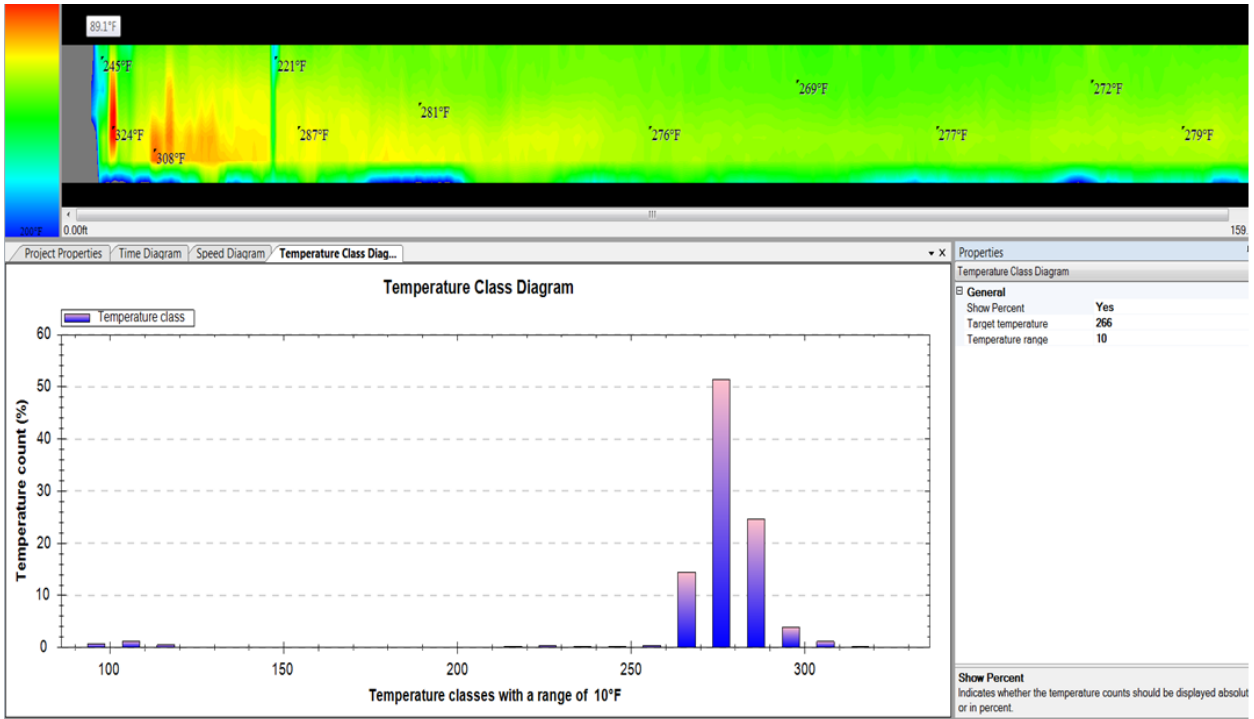 89.1°F
245°F
221°F
269°F
272°F
281°F
324°F
287°F
276°F
277°F
279°F
308°F
200°F
0.00ft
159.
Project Properties Time Diagram Speed Diagram Temperature Class Diag...
Properties
Temperature Class Diagram
General
Show Percent Yes
Target temperature 266
Temperature range 10
Temperature Class Diagram
Temperature class
60
50
40
30
20
10
0
Temperature count (%)
100 150 200 250 300
Temperature classes with a range of 10°F
Show Percent
Indicates whether the temperature counts should be displayed absolut
or in percent.